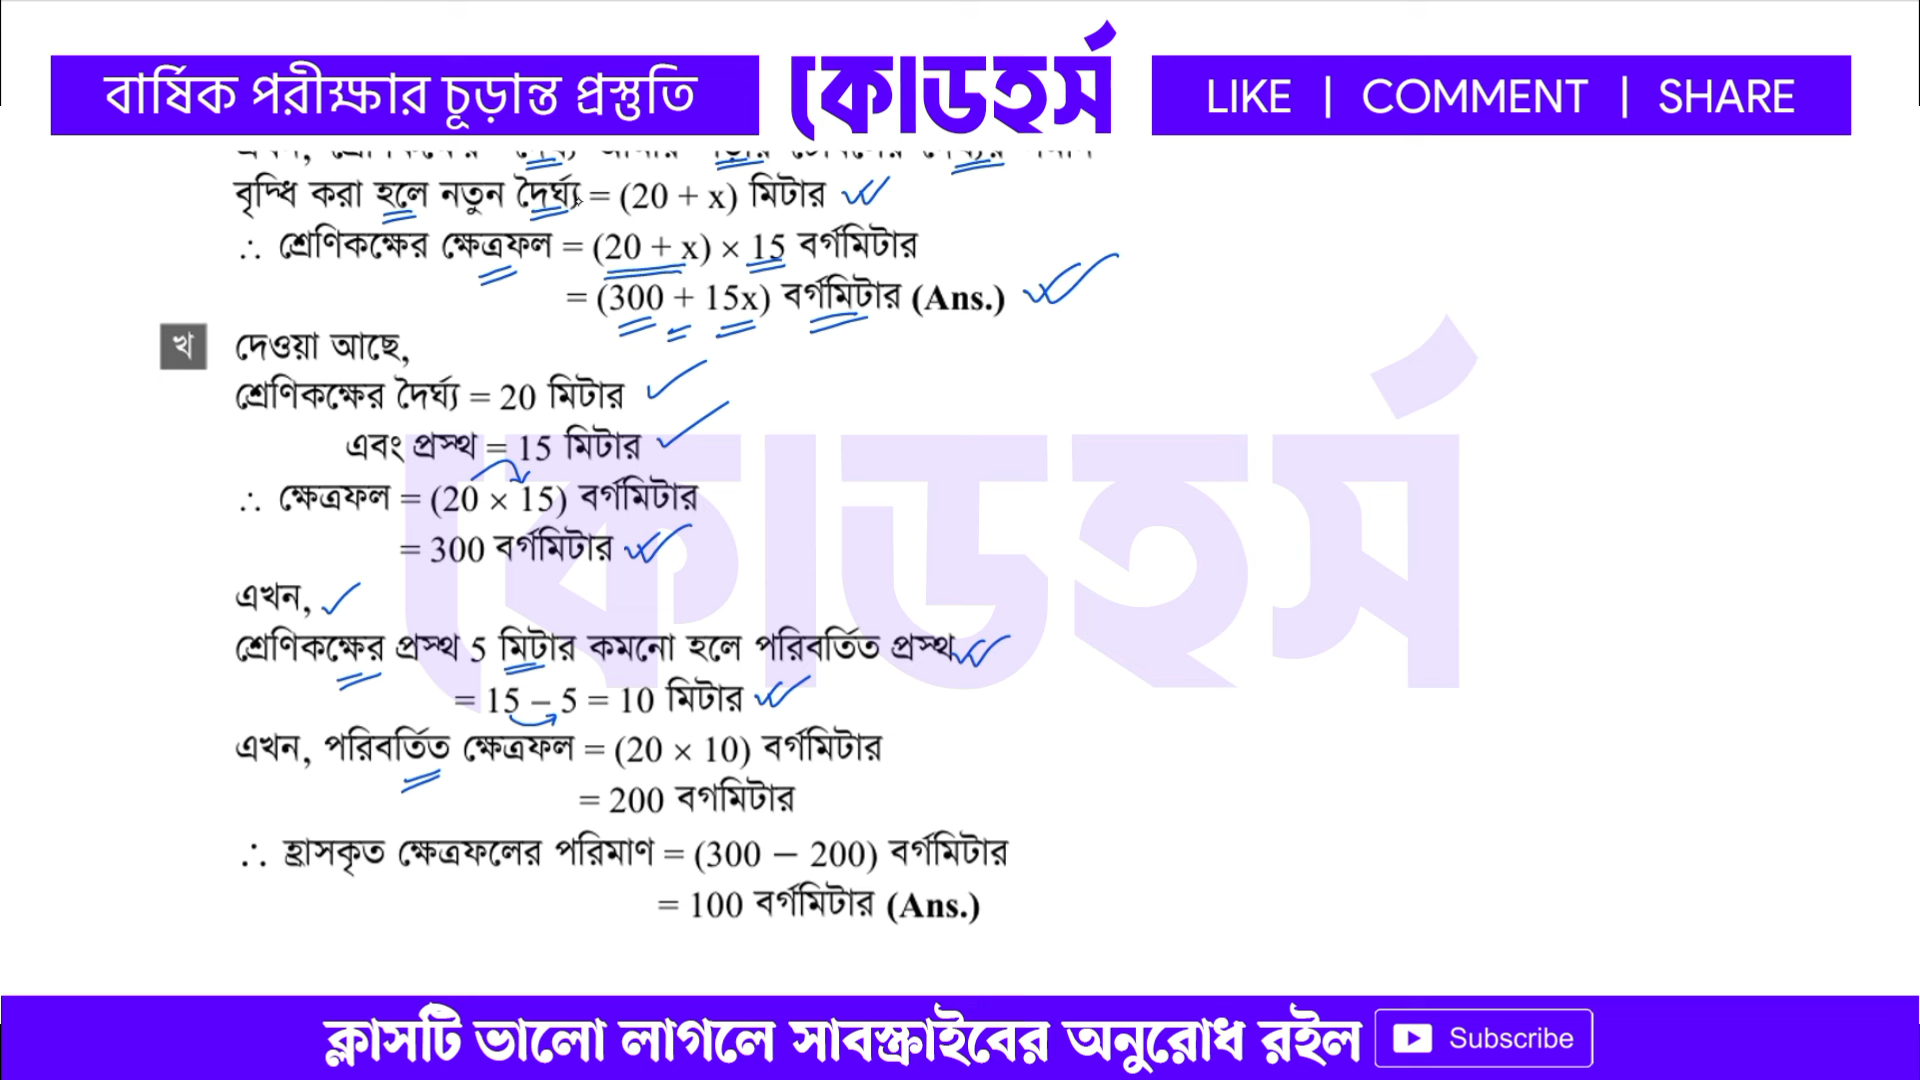 বার্ষিক পরীক্ষার চূড়ান্ত প্রস্তুতি
কোডহর্স
LIKE | COMMENT | SHARE
বৃদ্ধি করা হলে নতুন দৈর্ঘ্য = (20 + x) মিটার
∴ শ্রেণিকক্ষের ক্ষেত্রফল = (20 + x) × 15 বর্গমিটার
= (300 + 15x) বর্গমিটার (Ans.)
খ দেওয়া আছে,
শ্রেণিকক্ষের দৈর্ঘ্য = 20 মিটার
এবং প্রস্থ = 15 মিটার
∴ ক্ষেত্রফল = (20 × 15) বর্গমিটার
= 300 বর্গমিটার
এখন,
শ্রেণিকক্ষের প্রস্থ 5 মিটার কমনো হলে পরিবর্তিত প্রস্থ
= 15 – 5 = 10 মিটার
এখন, পরিবর্তিত ক্ষেত্রফল = (20 × 10) বর্গমিটার
= 200 বগমিটার
∴ হ্রাসকৃত ক্ষেত্রফলের পরিমাণ = (300 – 200) বর্গমিটার
= 100 বর্গমিটার (Ans.)
কোডহর্স
ক্লাসটি ভালো লাগলে সাবস্ক্রাইবের অনুরোধ রইল
Subscribe